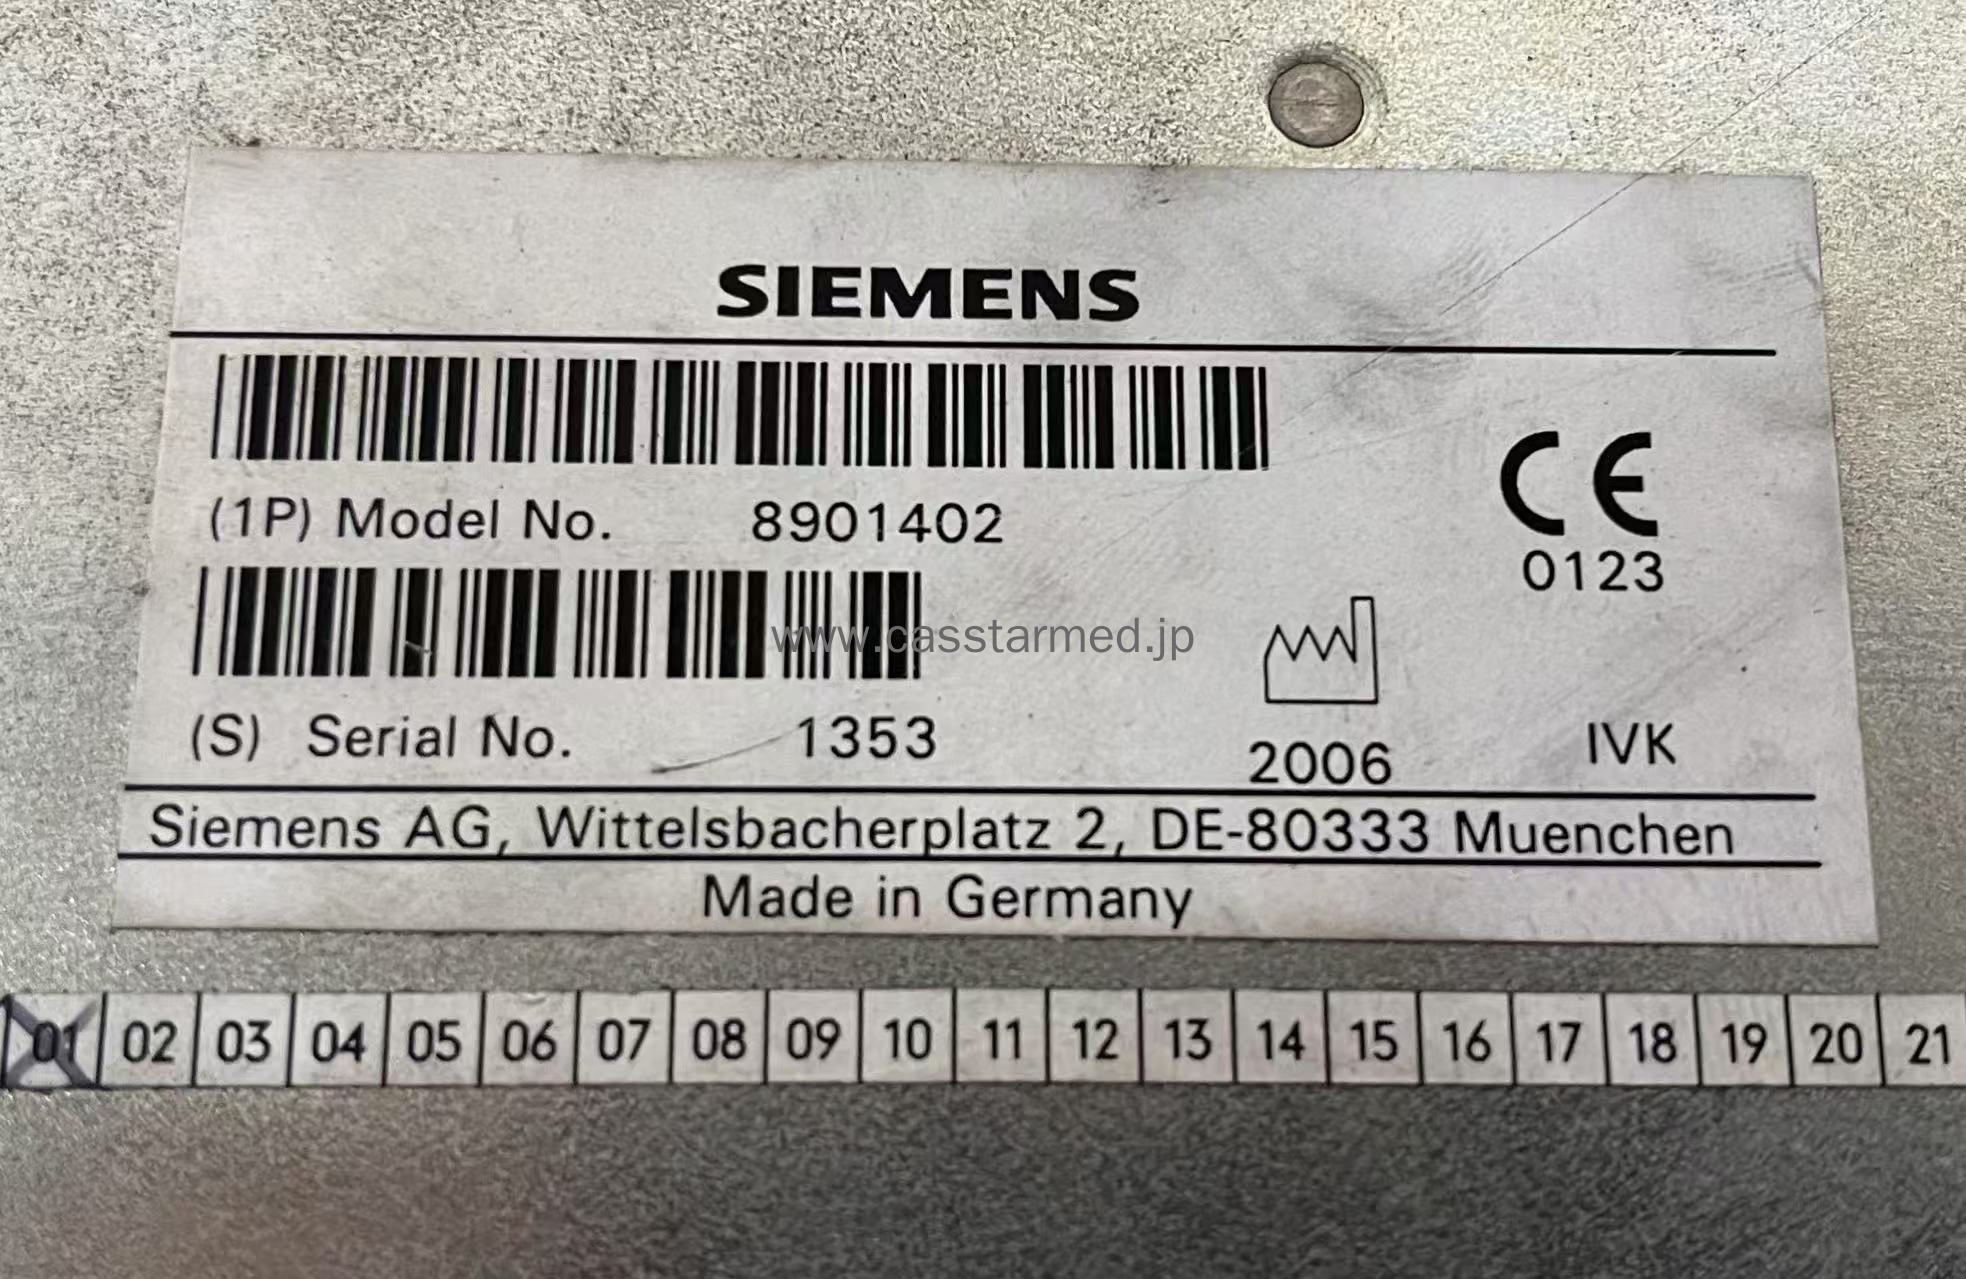 SIEMENS
(1P) Model No. 8901402
CE
0123
www.casstarmed.jp
(S) Serial No. 1353
2006
IVK
Siemens AG, Wittelsbacherplatz 2, DE-80333 Muenchen
Made in Germany
01 02 03 04 05 06 07 08 09 10 11 12 13 14 15 16 17 18 19 20 21